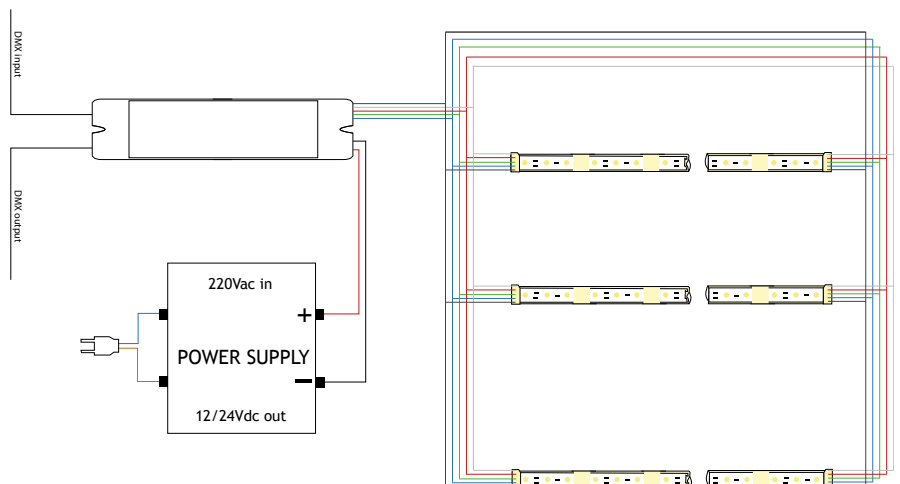 DMX input
DMX output
220Vac in
+
POWER SUPPLY
−
12/24Vdc out